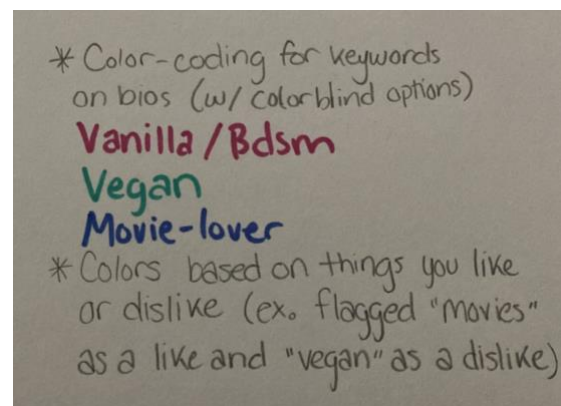 * Color-coding for keywords
on bios (w/ colorblind options)
Vanilla/Bdsm
Vegan
Movie-lover
* Colors based on things you like
or dislike (ex. flagged "movies"
as a like and "vegan" as a dislike)